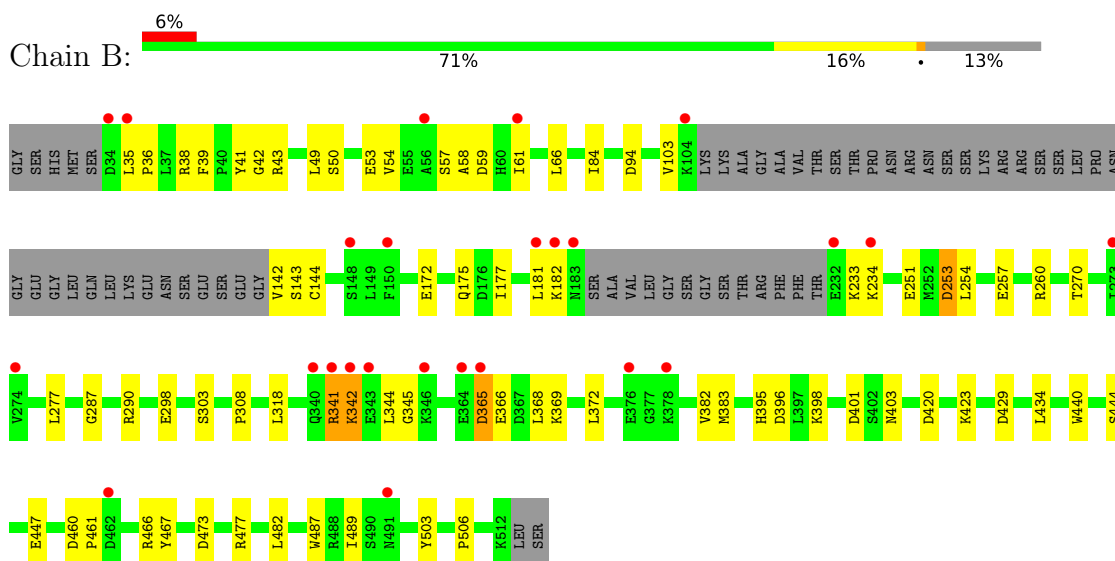 6%
Chain B:
71% 16% • 13%
GLY SER HIS MET SER D34 L35 P36 L37 R38 F39 P40 Y41 G42 R43 L49 S50 E53 V54 E55 A56 S57 A58 D59 H60 I61 L66 I84 D94 V103 K104 LYS LYS ALA GLY ALA VAL THR SER THR PRO ASN ARG ASN SER SER LYS ARG ARG SER SER LEU PRO ASN
GLY GLU GLY LEU GLN LEU LYS GLU ASN SER GLU SER GLU GLY V142 S143 C144 S148 L149 F150 E172 Q175 D176 I177 L181 K182 N183 SER ALA VAL LEU GLY SER GLY SER THR ARG PHE PHE THR E232 K233 K234 E251 M252 D253 L254 E257 R260 T270 I273
V274 L277 G287 R290 E298 S303 P308 L318 Q340 R341 K342 E343 L344 G345 K346 E364 D365 E366 D367 L368 K369 L372 E376 G377 K378 V382 M383 H395 D396 L397 K398 D401 S402 N403 D420 K423 D429 L434 W440 S444
E447 D460 P461 D462 R466 Y467 D473 R477 L482 W487 R488 I489 S490 N491 Y503 P506 K512 LEU SER